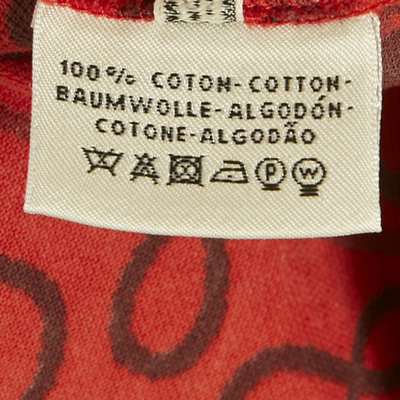 100% COTON-COTTON-
BAUMWOLLE-ALGODÓN-
COTONE-ALGODÃO
P W